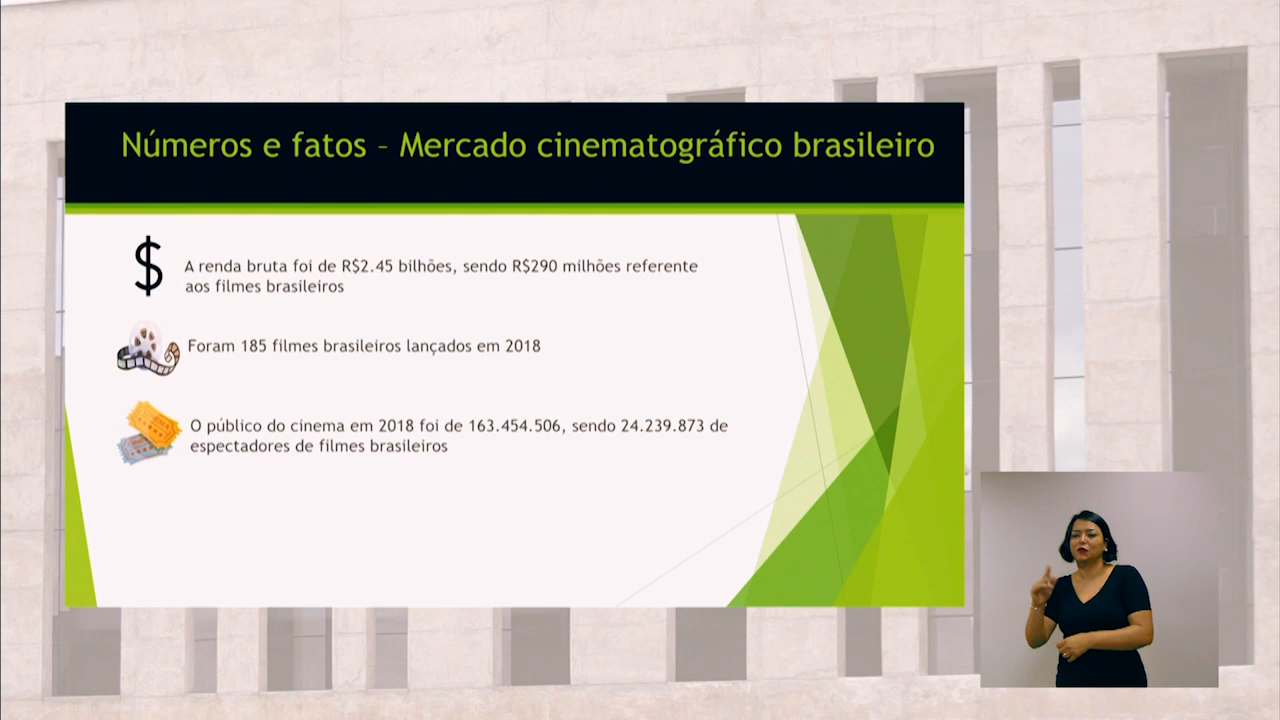 Números e fatos – Mercado cinematográfico brasileiro
A renda bruta foi de R$2.45 bilhões, sendo R$290 milhões referente
aos filmes brasileiros
Foram 185 filmes brasileiros lançados em 2018
O público do cinema em 2018 foi de 163.454.506, sendo 24.239.873 de
espectadores de filmes brasileiros